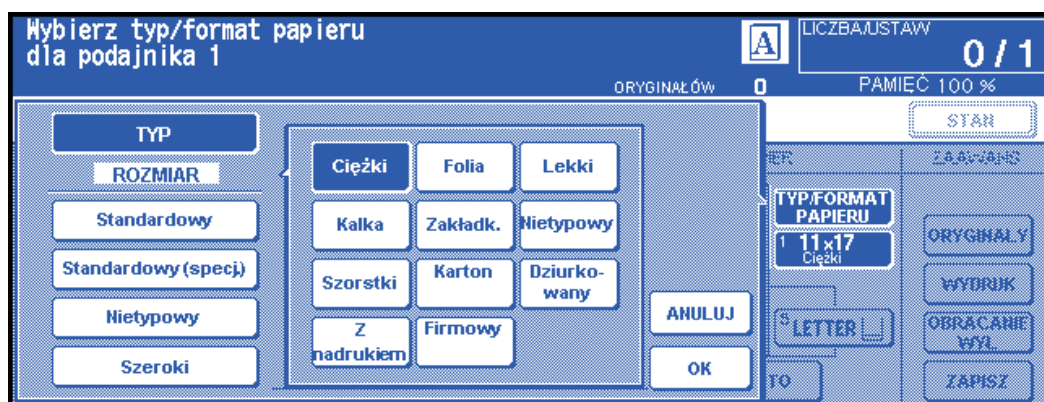 Wybierz typ/format papieru
dla podajnika 1
A
LICZBA/USTAW
0 / 1
ORYGINAŁÓW 0
PAMIĘĆ 100 %
TYP
ROZMIAR
Standardowy
Standardowy (specj.)
Nietypowy
Szeroki
Ciężki
Folia
Lekki
Kalka
Zakładk.
Nietypowy
Szorstki
Karton
Dziurko-
wany
Z
nadrukiem
Firmowy
ANULUJ
OK
STAN
ZAAWANS
TYP/FORMAT
PAPIERU
1 11x17
Ciężki
5 LETTER
ORYGINAŁY
WYDRUK
OBRACANIE
WYŁ.
ZAPISZ